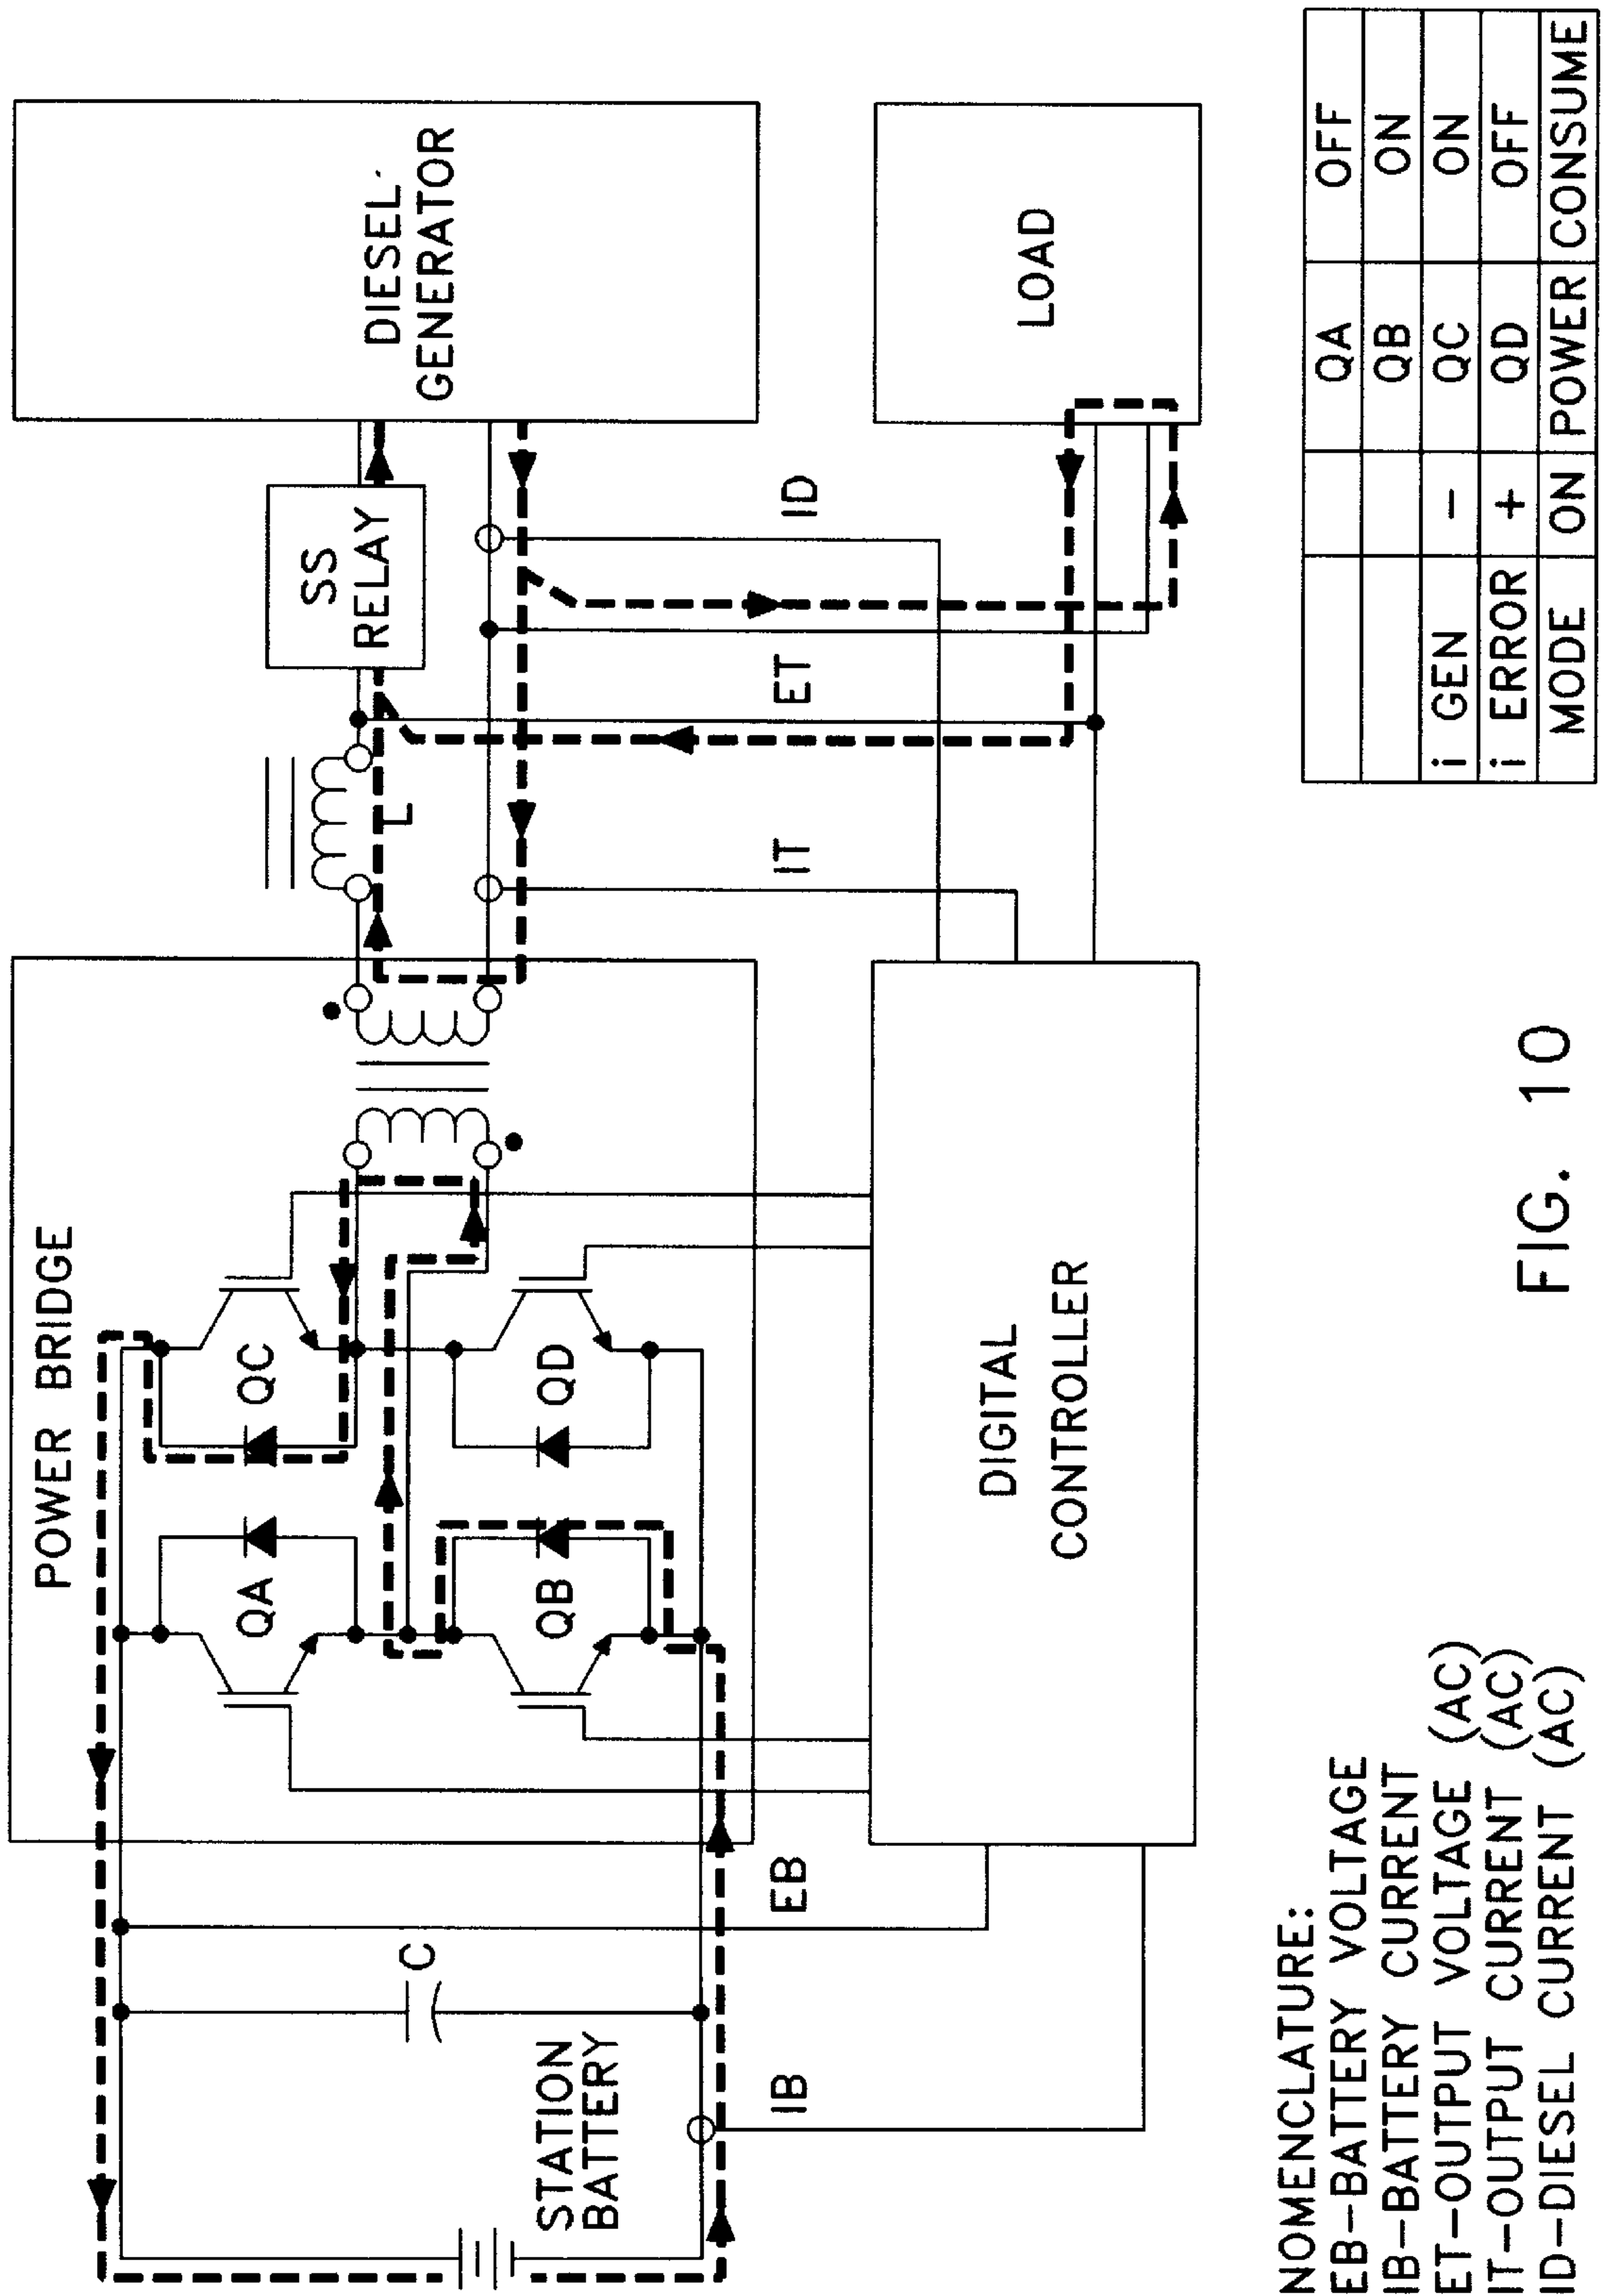 POWER BRIDGE
DIESEL
GENERATOR
SS
RELAY
L
QA
QC
QB
QD
C
STATION
BATTERY
IB
EB
IT
ET
ID
DIGITAL
CONTROLLER
LOAD
NOMENCLATURE:
EB-BATTERY VOLTAGE
IB-BATTERY CURRENT
ET-OUTPUT VOLTAGE (AC)
IT-OUTPUT CURRENT (AC)
ID-DIESEL CURRENT (AC)
FIG. 10
QA OFF
QB ON
i GEN - QC ON
i ERROR + QD OFF
MODE ON POWER CONSUME